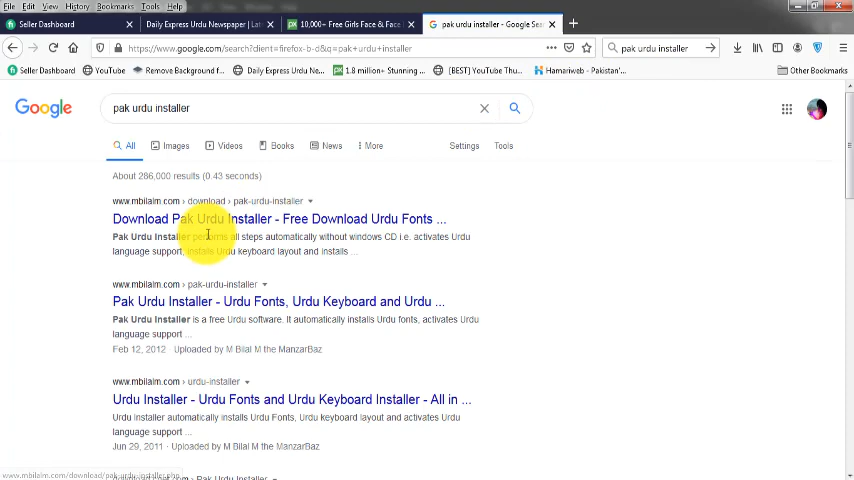 File Edit View History Bookmarks Tools Help
Seller Dashboard Daily Express Urdu Newspaper | Late 10,000+ Free Girls Face & Face I pak urdu installer - Google Sea
https://www.google.com/search?client=firefox-b-d&q=pak+urdu+installer pak urdu installer
Seller Dashboard YouTube Remove Background f... Daily Express Urdu Ne... 1.8 million+ Stunning ... [BEST] YouTube Thu... Hamariweb - Pakistan'... Other Bookmarks
Google pak urdu installer
All Images Videos Books News More Settings Tools
About 286,000 results (0.43 seconds)
www.mbilalm.com › download › pak-urdu-installer
Download Pak Urdu Installer - Free Download Urdu Fonts ...
Pak Urdu Installer performs all steps automatically without windows CD i.e. activates Urdu
language support, installs Urdu keyboard layout and installs ...
www.mbilalm.com › pak-urdu-installer
Pak Urdu Installer - Urdu Fonts, Urdu Keyboard and Urdu ...
Pak Urdu Installer is a free Urdu software. It automatically installs Urdu fonts, activates Urdu
language support ...
Feb 12, 2012 · Uploaded by M Bilal M the ManzarBaz
www.mbilalm.com › urdu-installer
Urdu Installer - Urdu Fonts and Urdu Keyboard Installer - All in ...
Urdu Installer automatically installs Urdu Fonts, Urdu keyboard layout and activates Urdu
language support ...
Jun 29, 2011 · Uploaded by M Bilal M the ManzarBaz
www.mbilalm.com/download/pak-urdu-installer.php